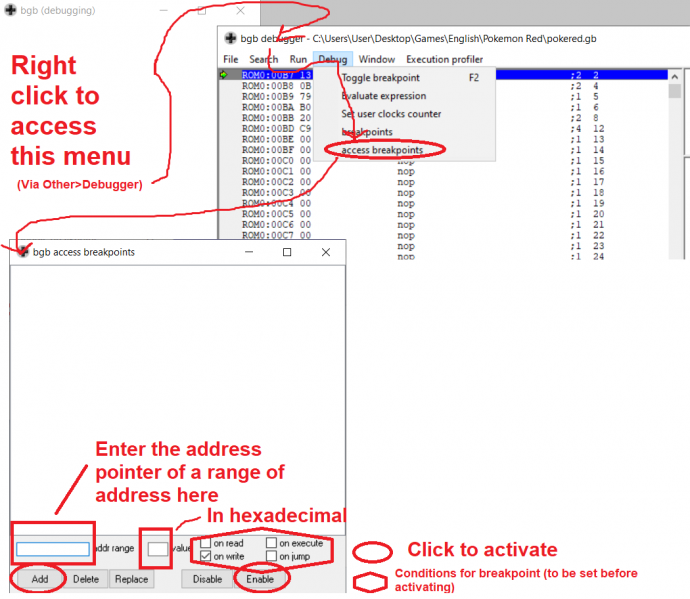 bgb (debugging)
Right
click to
access
this menu
(Via Other>Debugger)
bgb debugger - C:\Users\User\Desktop\Games\English\Pokemon Red\pokered.gb
File Search Run Debug Window Execution profiler
ROM0:00B7 13 ;2 2
ROM0:00B8 0B ;2 4
ROM0:00B9 79 ;1 5
ROM0:00BA B0 ;1 6
ROM0:00BB 20 ;2 8
ROM0:00BD C9 ;4 12
ROM0:00BE 00 ;1 13
ROM0:00BF 00 ;1 14
ROM0:00C0 00 nop ;1 15
ROM0:00C1 00 nop ;1 16
ROM0:00C2 00 nop ;1 17
ROM0:00C3 00 nop ;1 18
ROM0:00C4 00 nop ;1 19
ROM0:00C5 00 nop ;1 20
ROM0:00C6 00 nop ;1 21
ROM0:00C7 00 nop ;1 22
nop ;1 23
nop ;1 24
Toggle breakpoint F2
Evaluate expression
Set user clocks counter
breakpoints
access breakpoints
bgb access breakpoints
Enter the address
pointer of a range of
address here
In hexadecimal
addr range
value
on read
on execute
on write
on jump
Add
Delete
Replace
Disable
Enable
Click to activate
Conditions for breakpoint (to be set before
activating)